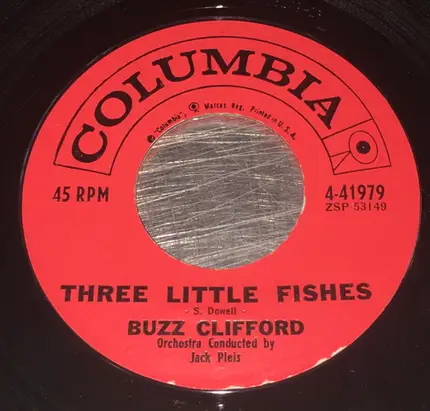 COLUMBIA
"Columbia", Marcas Reg. Printed in U.S.A.
45 RPM
4-41979
ZSP 53149
THREE LITTLE FISHES
- S. Dowell -
BUZZ CLIFFORD
Orchestra Conducted by
Jack Pleis